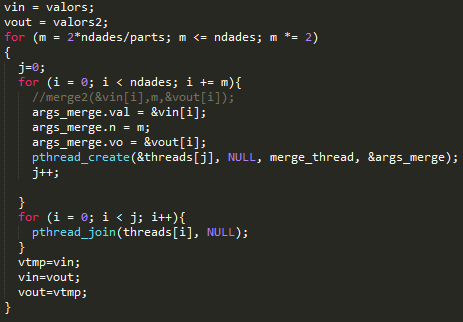 vin = valors;
vout = valors2;
for (m = 2*ndades/parts; m <= ndades; m *= 2)
{
j=0;
for (i = 0; i < ndades; i += m){
//merge2(&vin[i],m,&vout[i]);
args_merge.val = &vin[i];
args_merge.n = m;
args_merge.vo = &vout[i];
pthread_create(&threads[j], NULL, merge_thread, &args_merge);
j++;
}
for (i = 0; i < j; i++){
pthread_join(threads[i], NULL);
}
vtmp=vin;
vin=vout;
vout=vtmp;
}